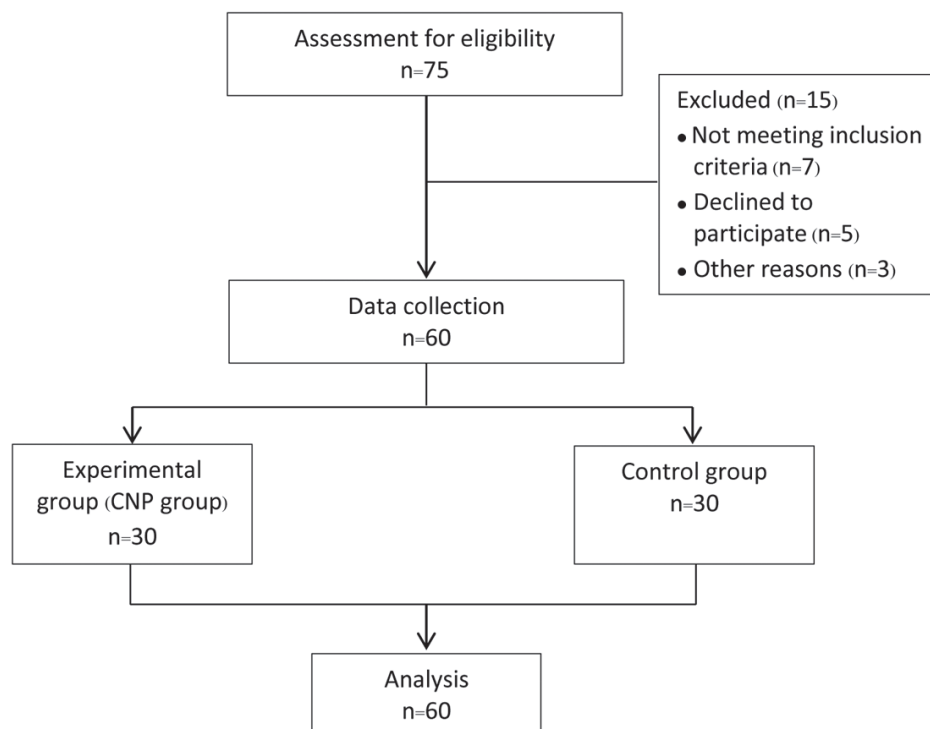 Assessment for eligibility
n=75
Excluded (n=15)
• Not meeting inclusion
criteria (n=7)
• Declined to
participate (n=5)
• Other reasons (n=3)
Data collection
n=60
Experimental
group (CNP group)
n=30
Control group
n=30
Analysis
n=60